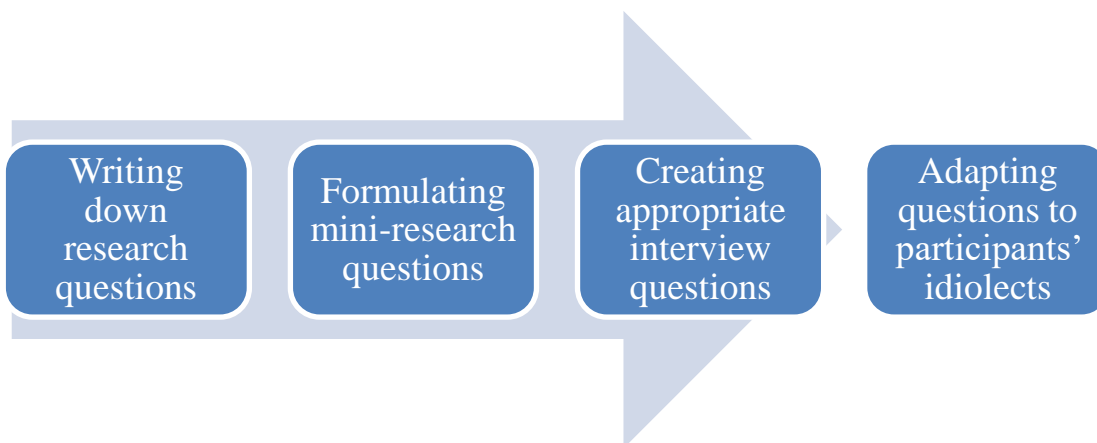 Writing
down
research
questions
Formulating
mini-research
questions
Creating
appropriate
interview
questions
Adapting
questions to
participants’
idiolects